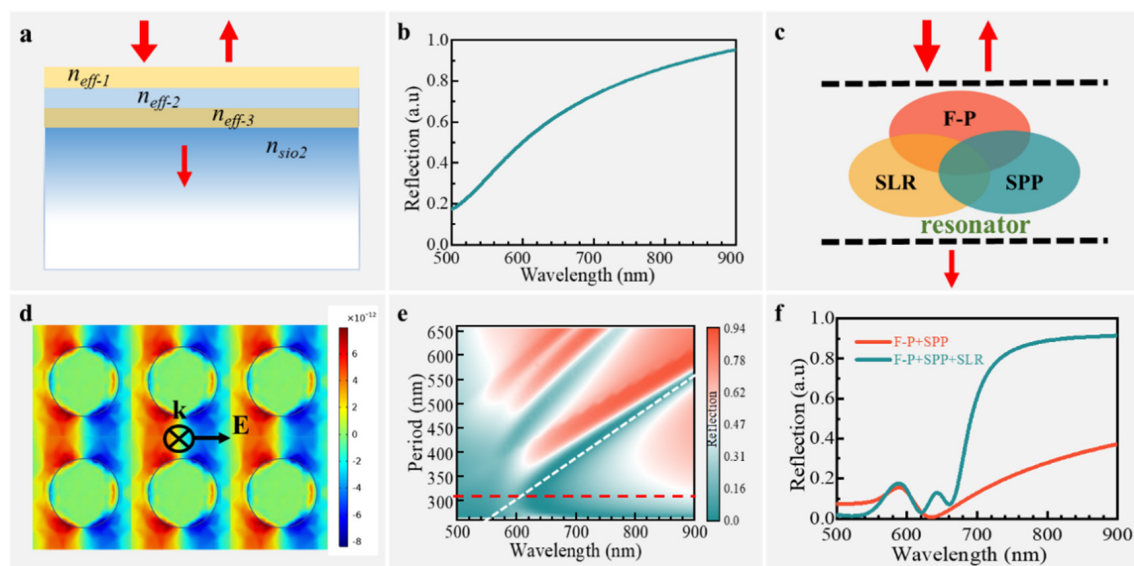 a
n_eff-1
n_eff-2
n_eff-3
n_sio2
b
Reflection (a.u)
1.0
0.8
0.6
0.4
0.2
0.0
500 600 700 800 900
Wavelength (nm)
c
F-P
SLR SPP
resonator
d
k
E
×10⁻¹²
8
6
4
2
0
-2
-4
-6
-8
e
Period (nm)
650
600
550
500
450
400
350
300
500 600 700 800 900
Wavelength (nm)
Reflection
0.94
0.78
0.62
0.47
0.31
0.16
0.0
f
Reflection (a.u)
1.0
0.8
0.6
0.4
0.2
0.0
F-P+SPP
F-P+SPP+SLR
500 600 700 800 900
Wavelength (nm)